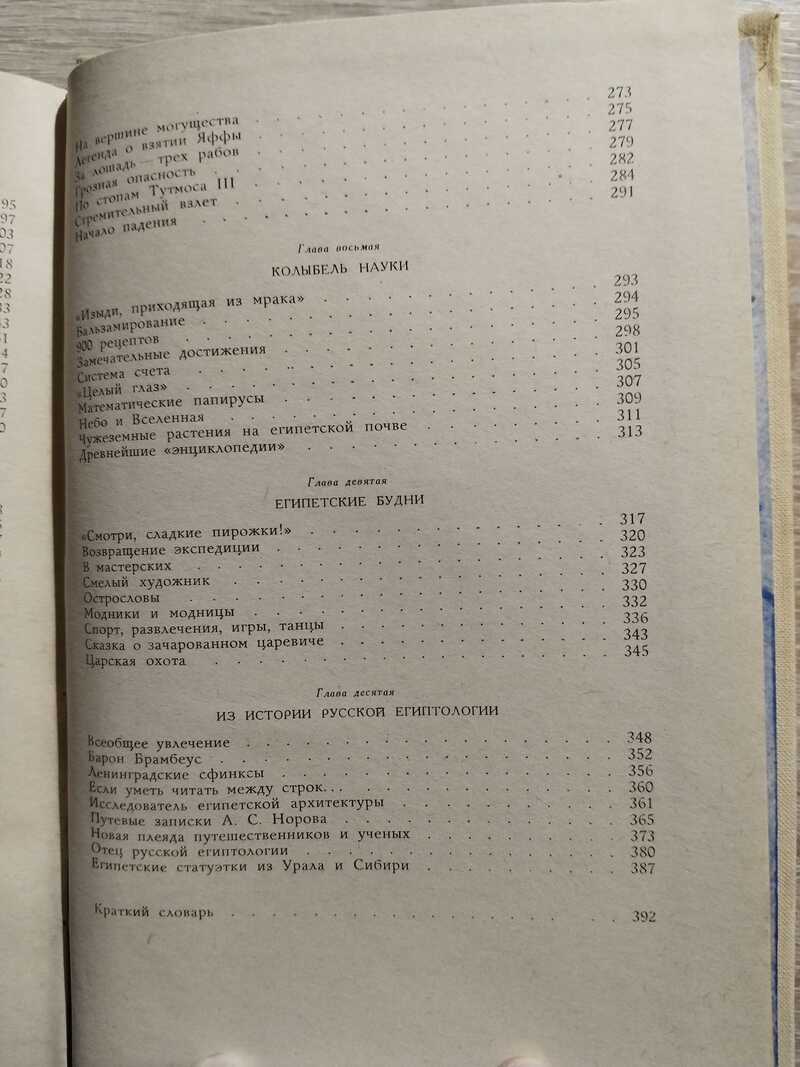 На вершине могущества . . . . . . . . . . 273
Легенда о взятии Яффы . . . . . . . . . . 275
За лошадь — трех рабов . . . . . . . . . . 277
Грозная опасность . . . . . . . . . . 279
По стопам Тутмоса III . . . . . . . . . . 282
Стремительный взлет . . . . . . . . . . 284
Начало падения . . . . . . . . . . 291
Глава восьмая
КОЛЫБЕЛЬ НАУКИ
«Изыди, приходящая из мрака» . . . . . . . . . . 293
Бальзамирование . . . . . . . . . . 294
900 рецептов . . . . . . . . . . 295
Замечательные достижения . . . . . . . . . . 298
Система счета . . . . . . . . . . 301
«Целый глаз» . . . . . . . . . . 305
Математические папирусы . . . . . . . . . . 307
Небо и Вселенная . . . . . . . . . . 309
Чужеземные растения на египетской почве . . . . . . . . . . 311
Древнейшие «энциклопедии» . . . . . . . . . . 313
Глава девятая
ЕГИПЕТСКИЕ БУДНИ
«Смотри, сладкие пирожки!» . . . . . . . . . . 317
Возвращение экспедиции . . . . . . . . . . 320
В мастерских . . . . . . . . . . 323
Смелый художник . . . . . . . . . . 327
Острословы . . . . . . . . . . 330
Модники и модницы . . . . . . . . . . 332
Спорт, развлечения, игры, танцы . . . . . . . . . . 336
Сказка о зачарованном царевиче . . . . . . . . . . 343
Царская охота . . . . . . . . . . 345
Глава десятая
ИЗ ИСТОРИИ РУССКОЙ ЕГИПТОЛОГИИ
Всеобщее увлечение . . . . . . . . . . 348
Барон Брамбеус . . . . . . . . . . 352
Ленинградские сфинксы . . . . . . . . . . 356
Если уметь читать между строк. . . . . . . . . . . 360
Исследователь египетской архитектуры . . . . . . . . . . 361
Путевые записки А. С. Норова . . . . . . . . . . 365
Новая плеяда путешественников и ученых . . . . . . . . . . 373
Отец русской египтологии . . . . . . . . . . 380
Египетские статуэтки из Урала и Сибири . . . . . . . . . . 387
Краткий словарь . . . . . . . . . . 392